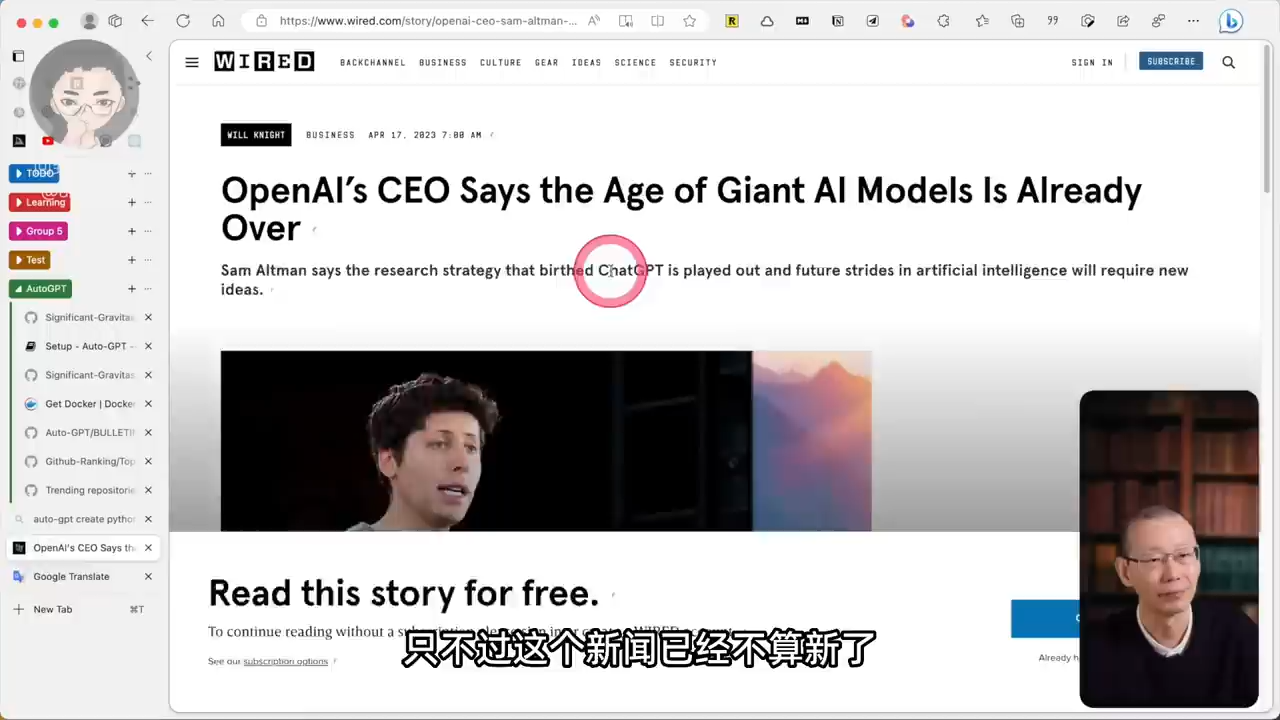 https://www.wired.com/story/openai-ceo-sam-altman-...
WIRED
BACKCHANNEL BUSINESS CULTURE GEAR IDEAS SCIENCE SECURITY
SIGN IN
SUBSCRIBE
WILL KNIGHT BUSINESS APR 17, 2023 7:00 AM
OpenAI's CEO Says the Age of Giant AI Models Is Already
Over
Sam Altman says the research strategy that birthed ChatGPT is played out and future strides in artificial intelligence will require new
ideas.
TODO
Learning
Group 5
Test
AutoGPT
Significant-Gravitas
Setup - Auto-GPT
Significant-Gravitas
Get Docker | Docker
Auto-GPT/BULLETIN
Github-Ranking/Top
Trending repositories
auto-gpt create python
OpenAI's CEO Says th
Google Translate
New Tab ⌘T
Read this story for free.
To continue reading without a
See our subscription options
Already h
只不过这个新闻已经不算新了